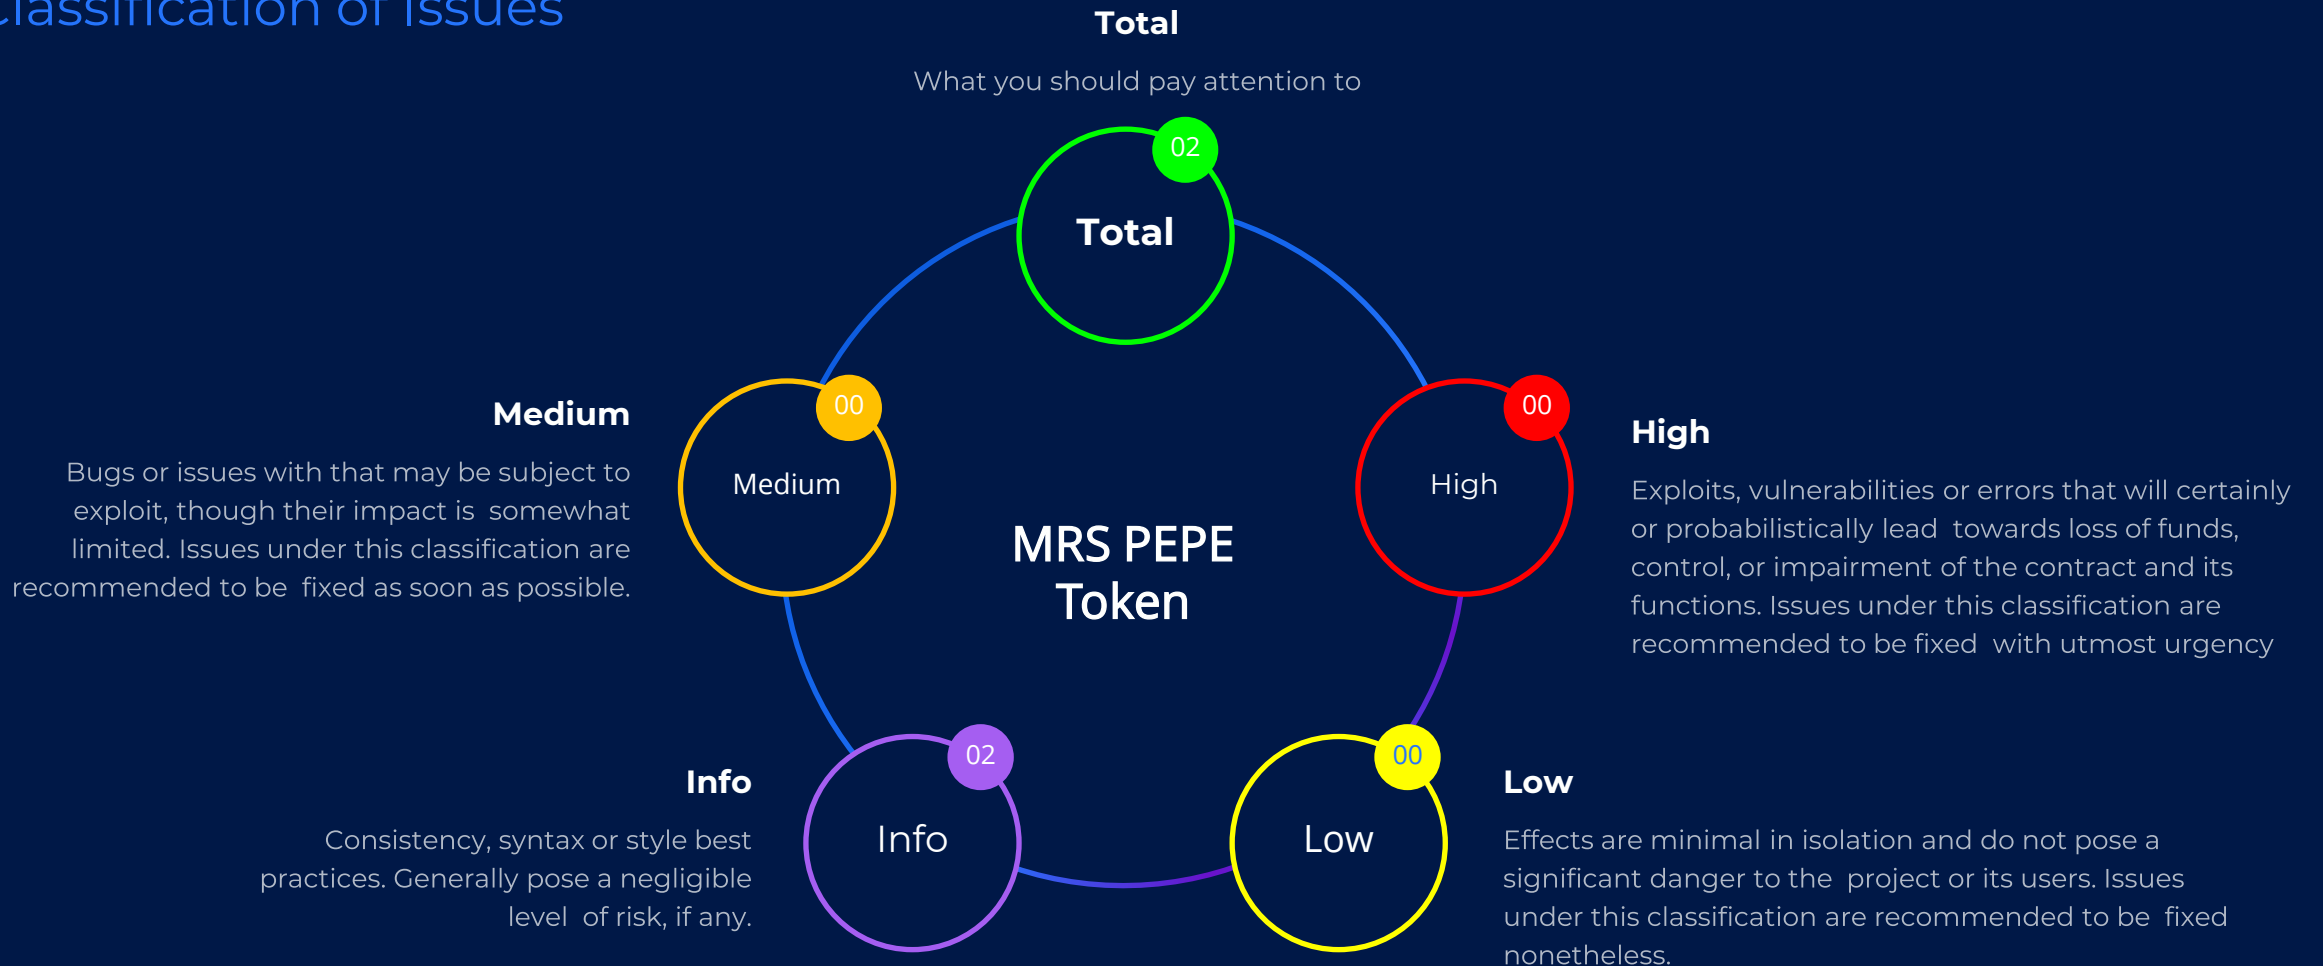 Classification of Issues
Total
What you should pay attention to
02
Total
Medium
Bugs or issues with that may be subject to
exploit, though their impact is somewhat
limited. Issues under this classification are
recommended to be fixed as soon as possible.
00
Medium
00
High
High
Exploits, vulnerabilities or errors that will certainly
or probabilistically lead towards loss of funds,
control, or impairment of the contract and its
functions. Issues under this classification are
recommended to be fixed with utmost urgency
MRS PEPE
Token
Info
Consistency, syntax or style best
practices. Generally pose a negligible
level of risk, if any.
02
Info
00
Low
Low
Effects are minimal in isolation and do not pose a
significant danger to the project or its users. Issues
under this classification are recommended to be fixed
nonetheless.